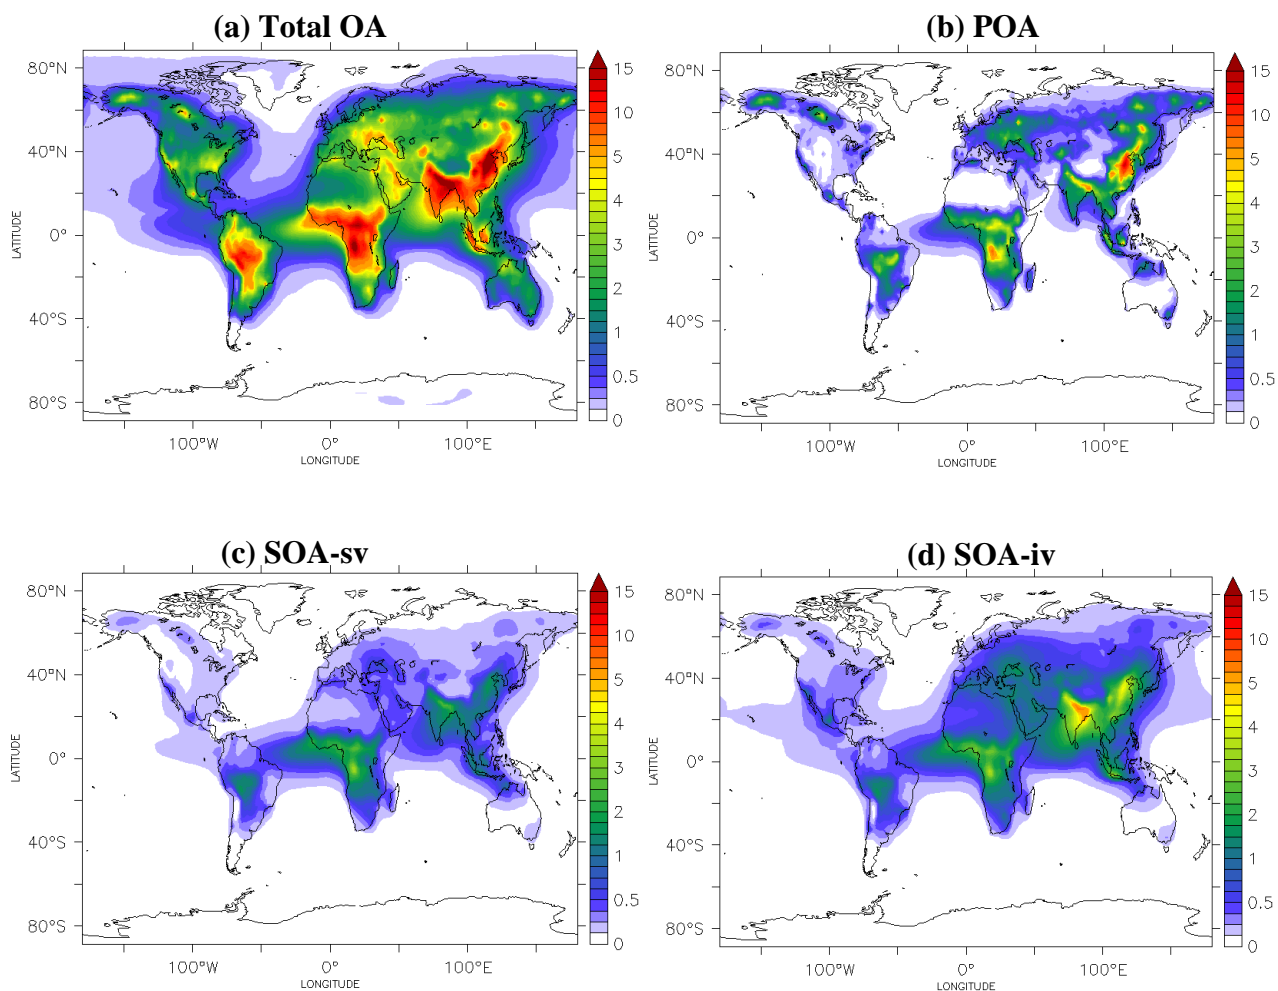 (a) Total OA
80°N
40°N
0°
40°S
80°S
LATITUDE
100°W
0°
100°E
LONGITUDE
15
10
5
4
3
2
1
0.5
0
(b) POA
80°N
40°N
0°
40°S
80°S
LATITUDE
100°W
0°
100°E
LONGITUDE
15
10
5
4
3
2
1
0.5
0
(c) SOA-sv
80°N
40°N
0°
40°S
80°S
LATITUDE
100°W
0°
100°E
LONGITUDE
15
10
5
4
3
2
1
0.5
0
(d) SOA-iv
80°N
40°N
0°
40°S
80°S
LATITUDE
100°W
0°
100°E
LONGITUDE
15
10
5
4
3
2
1
0.5
0